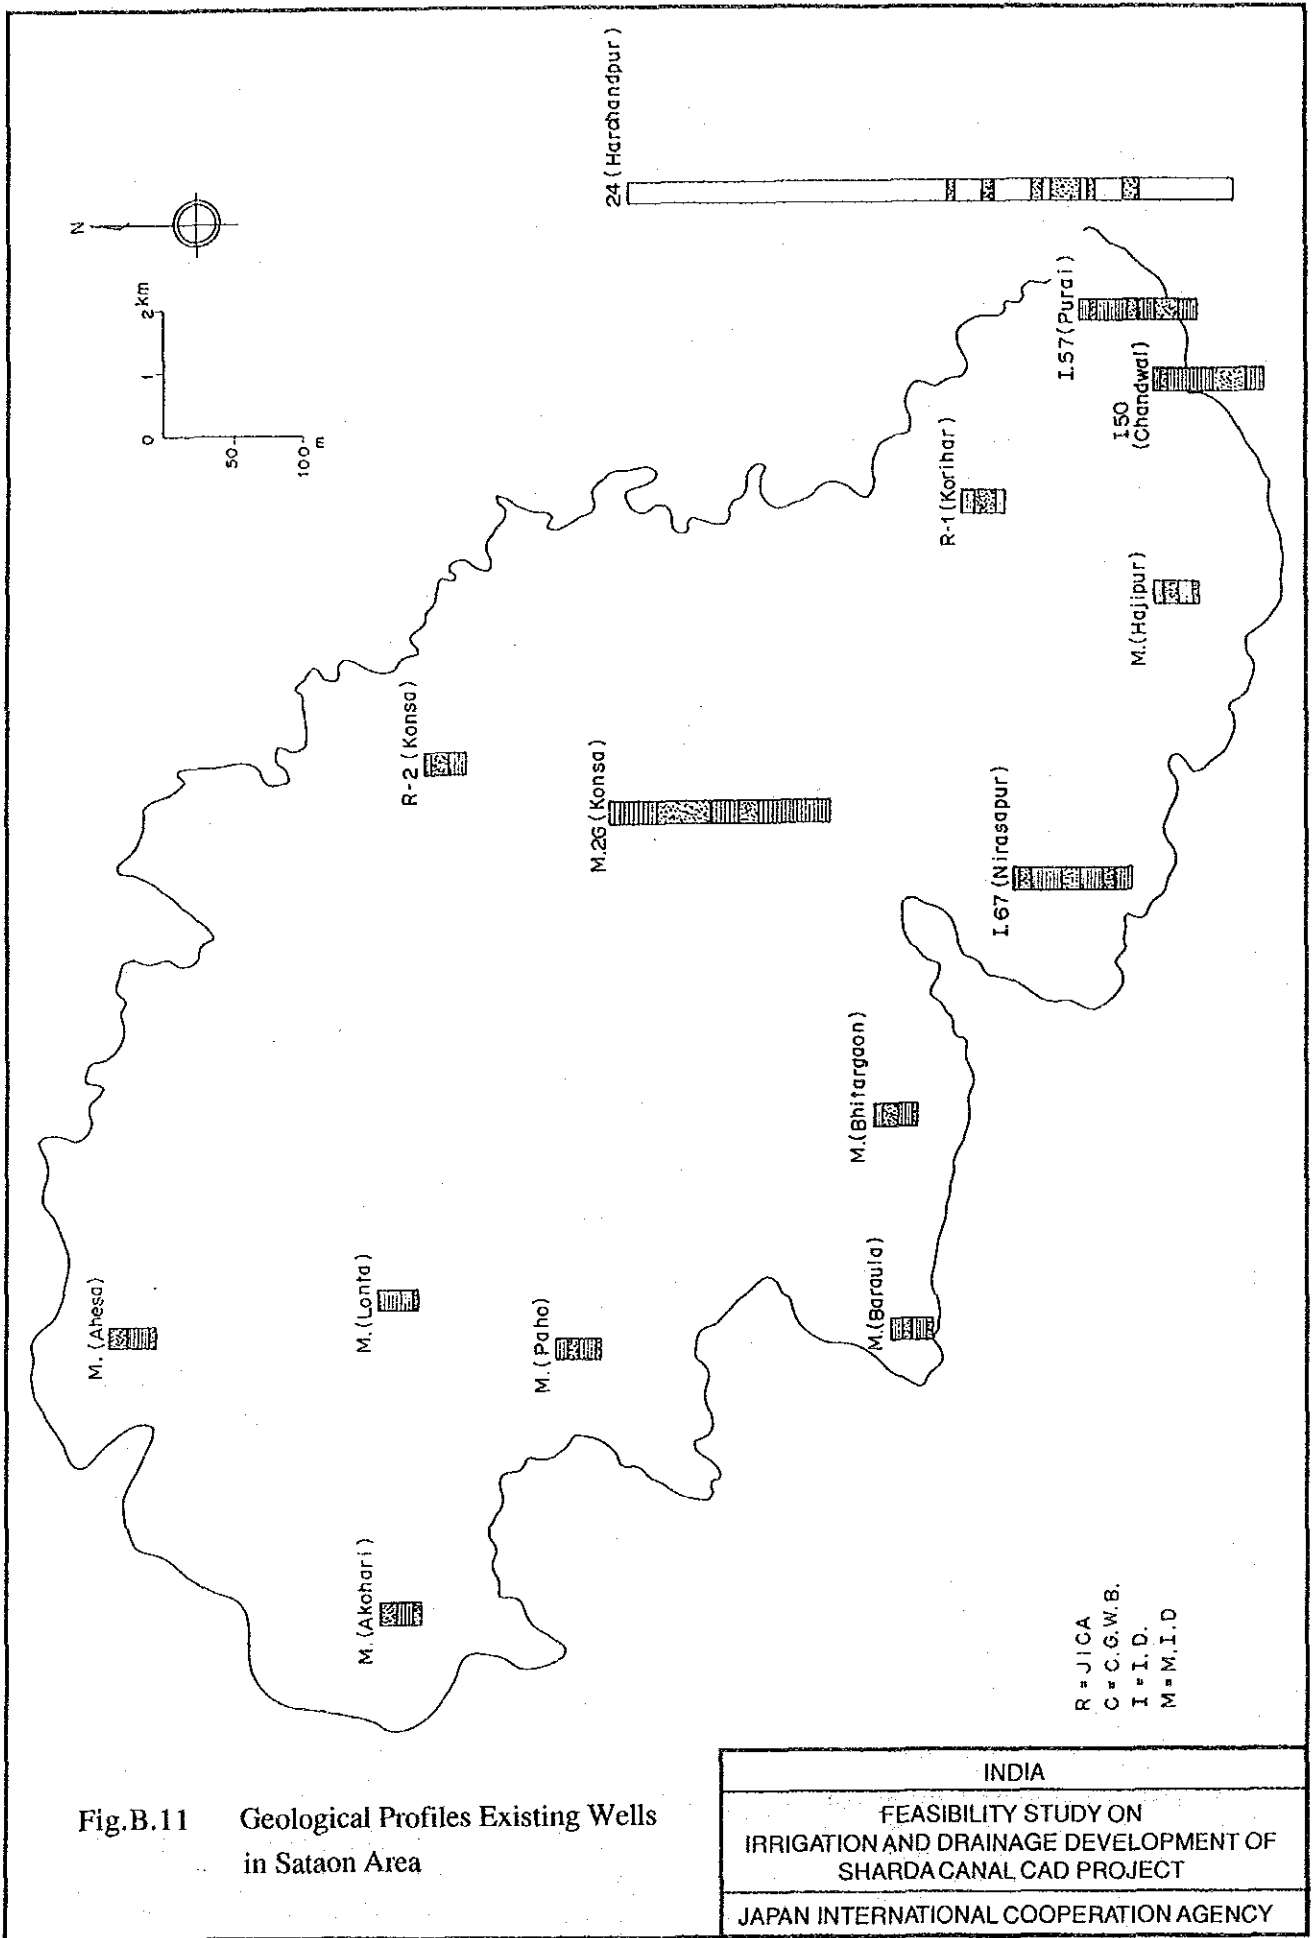 24 (Harchandpur)
N
0 1 2km
50
100
m
I.57 (Purai)
I 50
(Chandwal)
R-1 (Korihar)
M.(Hajipur)
R-2 (Konsa)
M.2G (Konsa)
I.67 (Nirasapur)
M.(Bhitargaon)
M.(Baraula)
M. (Ahesa)
M. (Lonta)
M. (Paho)
M. (Akohari)
R = JICA
C = C.G.W.B.
I = I.D.
M = M.I.D
Fig.B.11 Geological Profiles Existing Wells
in Sataon Area
INDIA
FEASIBILITY STUDY ON
IRRIGATION AND DRAINAGE DEVELOPMENT OF
SHARDA CANAL CAD PROJECT
JAPAN INTERNATIONAL COOPERATION AGENCY